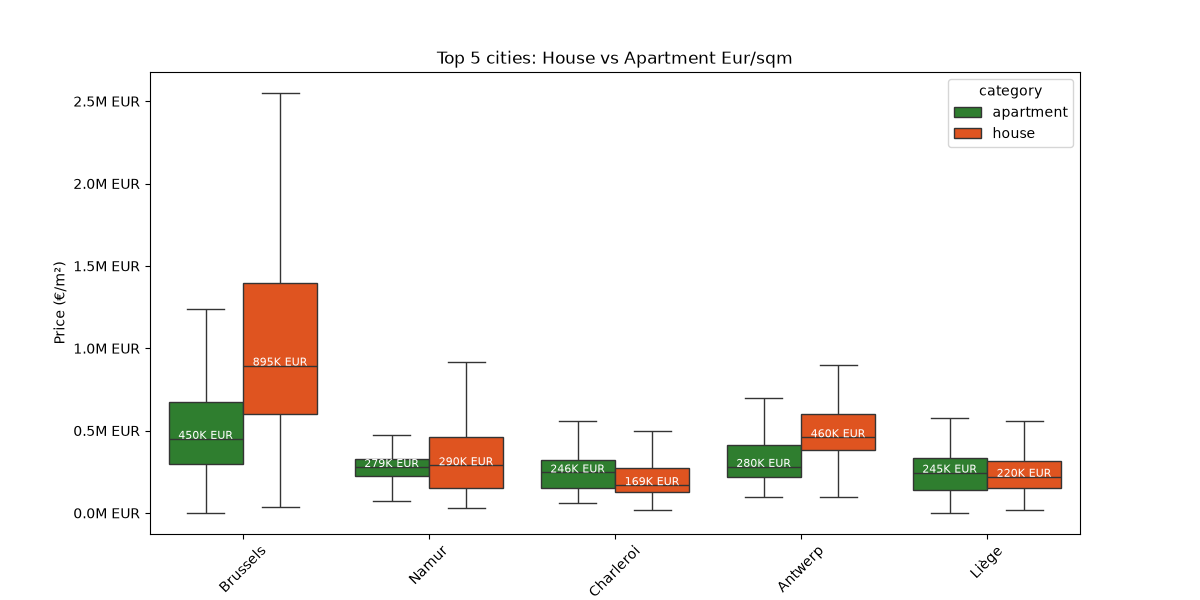 Top 5 cities: House vs Apartment Eur/sqm
category
apartment
house
Price (€/m²)
2.5M EUR
2.0M EUR
1.5M EUR
1.0M EUR
0.5M EUR
0.0M EUR
450K EUR
895K EUR
279K EUR
290K EUR
246K EUR
169K EUR
280K EUR
460K EUR
245K EUR
220K EUR
Brussels
Namur
Charleroi
Antwerp
Liège